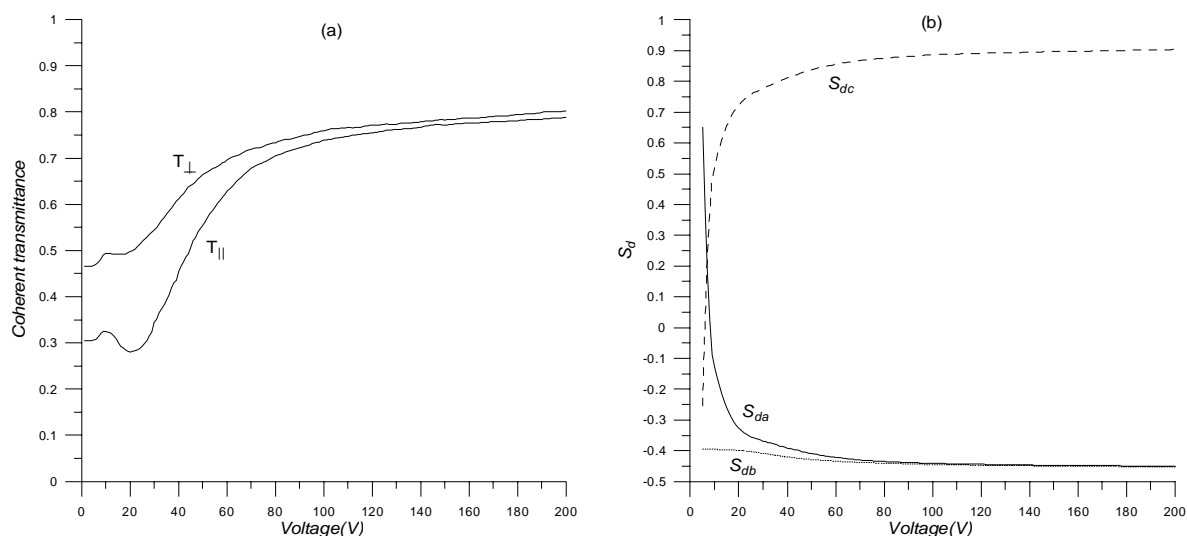 (a)
1
0.9
0.8
0.7
0.6
0.5
0.4
0.3
0.2
0.1
0
Coherent transmittance
T⊥
T||
0 20 40 60 80 100 120 140 160 180 200
Voltage(V)
(b)
1
0.9
0.8
0.7
0.6
0.5
0.4
0.3
0.2
0.1
0
-0.1
-0.2
-0.3
-0.4
-0.5
Sd
Sdc
Sda
Sdb
0 20 40 60 80 100 120 140 160 180 200
Voltage(V)